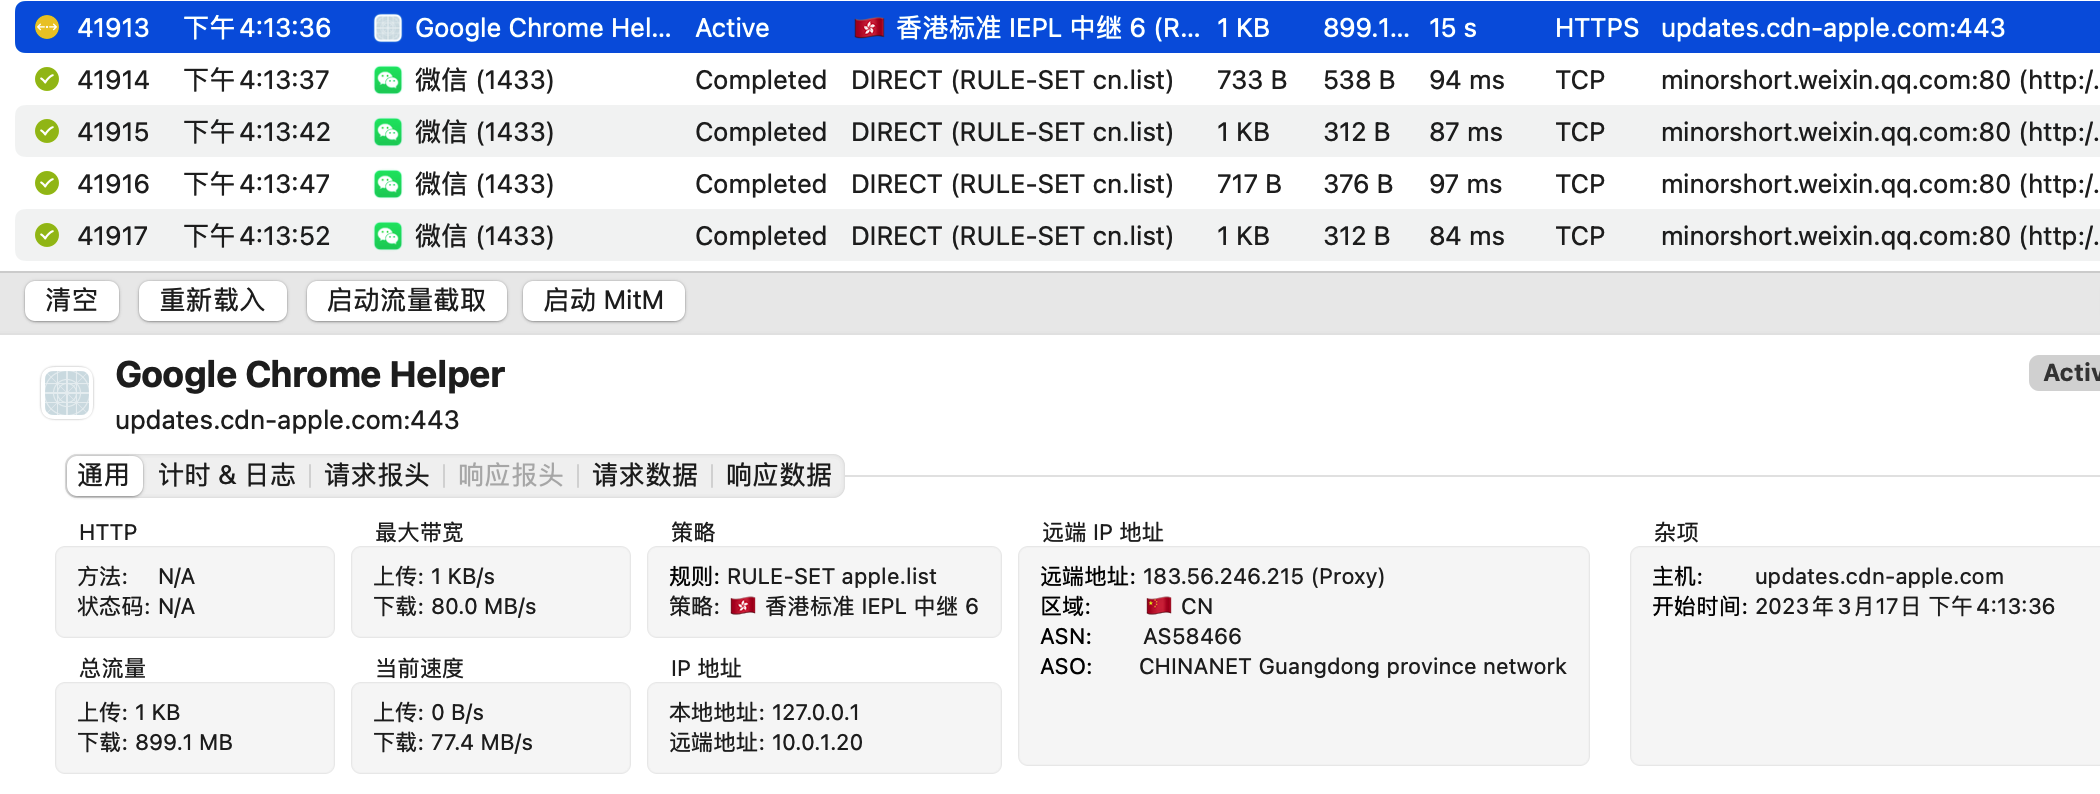 41913 下午4:13:36 Google Chrome Hel... Active 香港标准 IEPL 中继 6 (R... 1 KB 899.1... 15 s HTTPS updates.cdn-apple.com:443
41914 下午4:13:37 微信 (1433) Completed DIRECT (RULE-SET cn.list) 733 B 538 B 94 ms TCP minorshort.weixin.qq.com:80 (http:/.
41915 下午4:13:42 微信 (1433) Completed DIRECT (RULE-SET cn.list) 1 KB 312 B 87 ms TCP minorshort.weixin.qq.com:80 (http:/.
41916 下午4:13:47 微信 (1433) Completed DIRECT (RULE-SET cn.list) 717 B 376 B 97 ms TCP minorshort.weixin.qq.com:80 (http:/.
41917 下午4:13:52 微信 (1433) Completed DIRECT (RULE-SET cn.list) 1 KB 312 B 84 ms TCP minorshort.weixin.qq.com:80 (http:/.
清空 重新载入 启动流量截取 启动 MitM
Google Chrome Helper
Activ
updates.cdn-apple.com:443
通用 计时 & 日志 请求报头 响应报头 请求数据 响应数据
HTTP
方法: N/A
状态码: N/A
最大带宽
上传: 1 KB/s
下载: 80.0 MB/s
策略
规则: RULE-SET apple.list
策略: 香港标准 IEPL 中继 6
远端 IP 地址
远端地址: 183.56.246.215 (Proxy)
区域: CN
ASN: AS58466
ASO: CHINANET Guangdong province network
杂项
主机: updates.cdn-apple.com
开始时间: 2023年3月17日 下午4:13:36
总流量
上传: 1 KB
下载: 899.1 MB
当前速度
上传: 0 B/s
下载: 77.4 MB/s
IP 地址
本地地址: 127.0.0.1
远端地址: 10.0.1.20